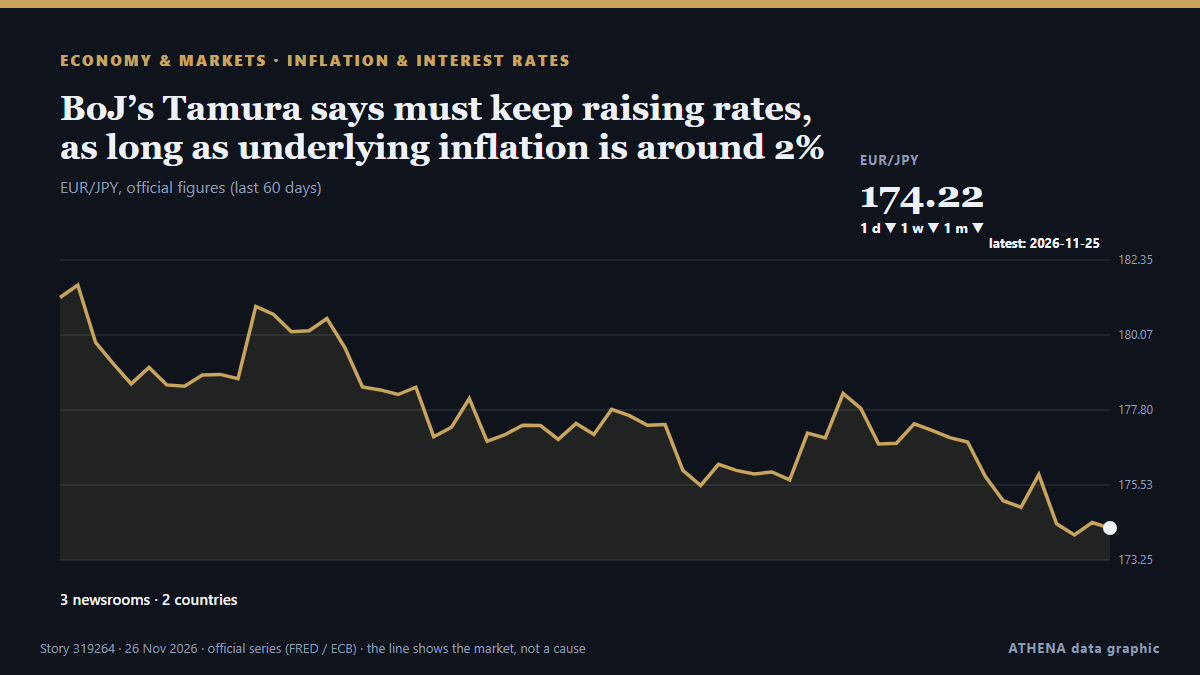 ECONOMY & MARKETS · INFLATION & INTEREST RATES
BoJ’s Tamura says must keep raising rates,
as long as underlying inflation is around 2%
EUR/JPY, official figures (last 60 days)
EUR/JPY
174.22
1 d ▼ 1 w ▼ 1 m ▼
latest: 2026-11-25
182.35
180.07
177.80
175.53
173.25
3 newsrooms · 2 countries
Story 319264 · 26 Nov 2026 · official series (FRED / ECB) · the line shows the market, not a cause
ATHENA data graphic